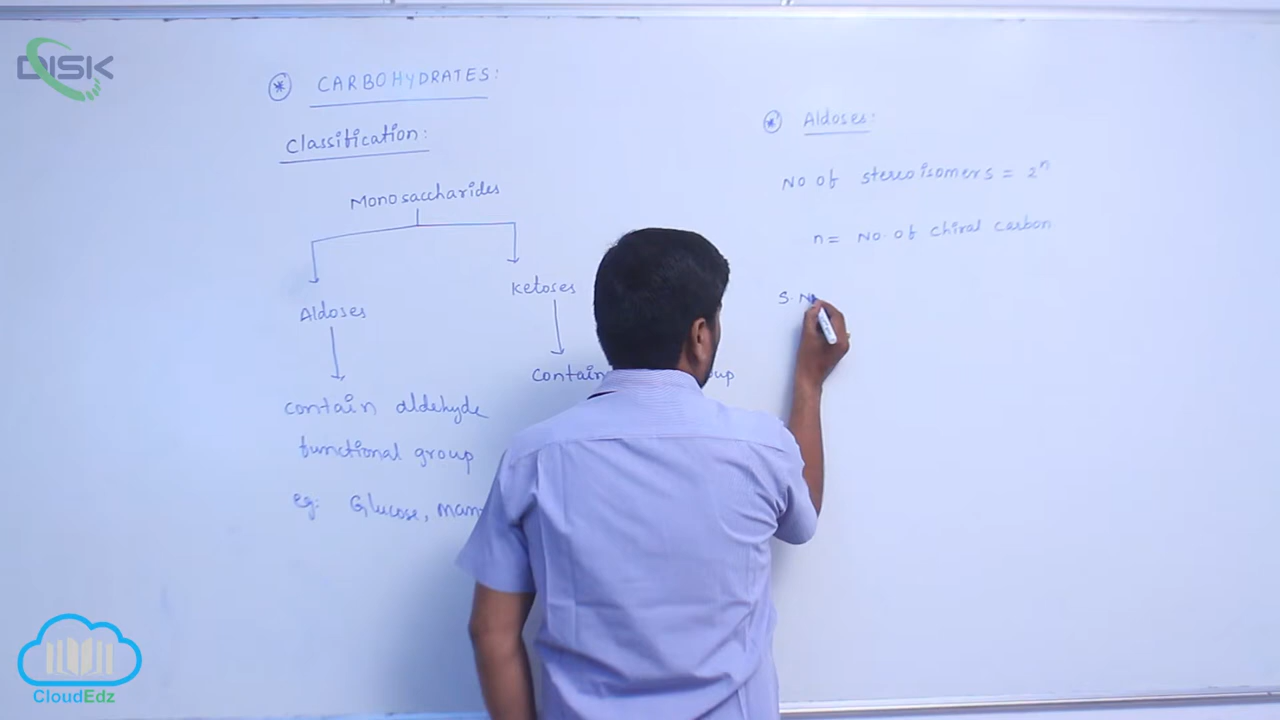 DISK
CARBOHYDRATES:
Classification:
Monosaccharides
Aldoses
Ketoses
contain aldehyde
functional group
eg: Glucose,
Contain
Aldoses:
No of stereoisomers = 2ⁿ
n = No. of chiral carbon
S.N
CloudEdz